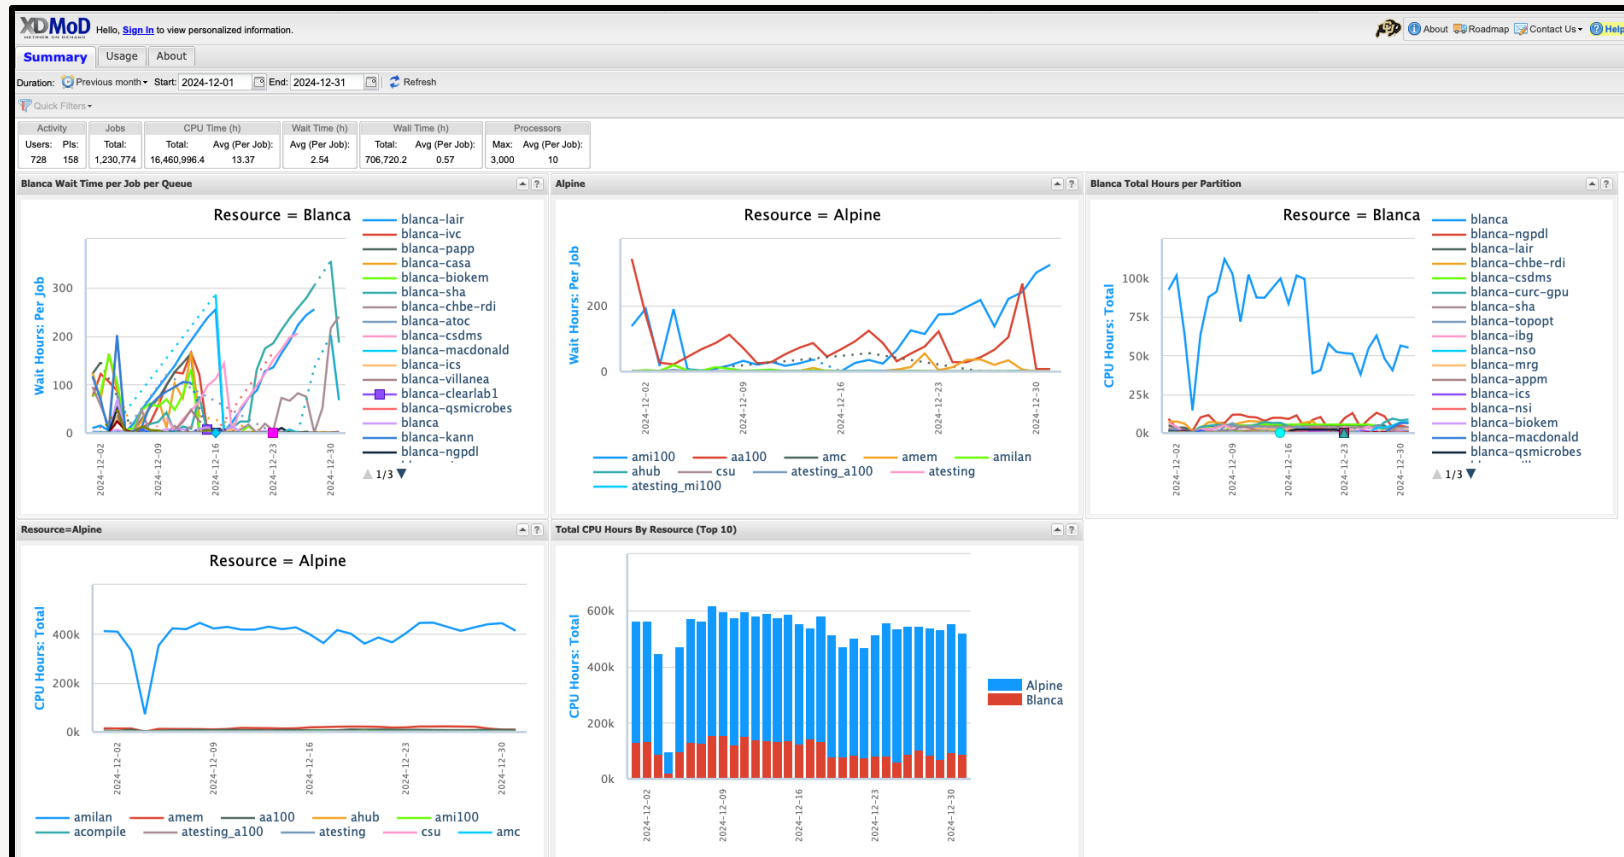 XDMoD Hello, Sign In to view personalized information.
METRICS ON DEMAND
About Roadmap Contact Us Help
Summary Usage About
Duration: Previous month Start: 2024-12-01 End: 2024-12-31 Refresh
Quick Filters
Activity Jobs CPU Time (h) Wait Time (h) Wall Time (h) Processors
Users: PIs: Total: Total: Avg (Per Job): Avg (Per Job): Total: Avg (Per Job): Max: Avg (Per Job):
728 158 1,230,774 16,460,996.4 13.37 2.54 706,720.2 0.57 3,000 10
Blanca Wait Time per Job per Queue ?
Resource = Blanca
Wait Hours: Per Job
300
200
100
0
2024-12-02
2024-12-09
2024-12-16
2024-12-23
2024-12-30
blanca-lair
blanca-ivc
blanca-papp
blanca-casa
blanca-biokem
blanca-sha
blanca-chbe-rdi
blanca-atoc
blanca-csdms
blanca-macdonald
blanca-ics
blanca-villanea
blanca-clearlab1
blanca-qsmicrobes
blanca
blanca-kann
blanca-ngpdl
1/3
Alpine ?
Resource = Alpine
Wait Hours: Per Job
200
0
2024-12-02
2024-12-09
2024-12-16
2024-12-23
2024-12-30
ami100 aa100 amc amem amilan
ahub csu atesting_a100 atesting
atesting_mi100
Blanca Total Hours per Partition ?
Resource = Blanca
CPU Hours: Total
100k
75k
50k
25k
0k
2024-12-02
2024-12-09
2024-12-16
2024-12-23
2024-12-30
blanca
blanca-ngpdl
blanca-lair
blanca-chbe-rdi
blanca-csdms
blanca-curc-gpu
blanca-sha
blanca-topopt
blanca-ibg
blanca-nso
blanca-mrg
blanca-appm
blanca-ics
blanca-nsi
blanca-biokem
blanca-macdonald
blanca-qsmicrobes
1/3
Resource=Alpine ?
Resource = Alpine
CPU Hours: Total
400k
200k
0k
2024-12-02
2024-12-09
2024-12-16
2024-12-23
2024-12-30
amilan amem aa100 ahub ami100
acompile atesting_a100 atesting csu amc
Total CPU Hours By Resource (Top 10) ?
CPU Hours: Total
600k
400k
200k
0k
2024-12-02
2024-12-09
2024-12-16
2024-12-23
2024-12-30
Alpine
Blanca